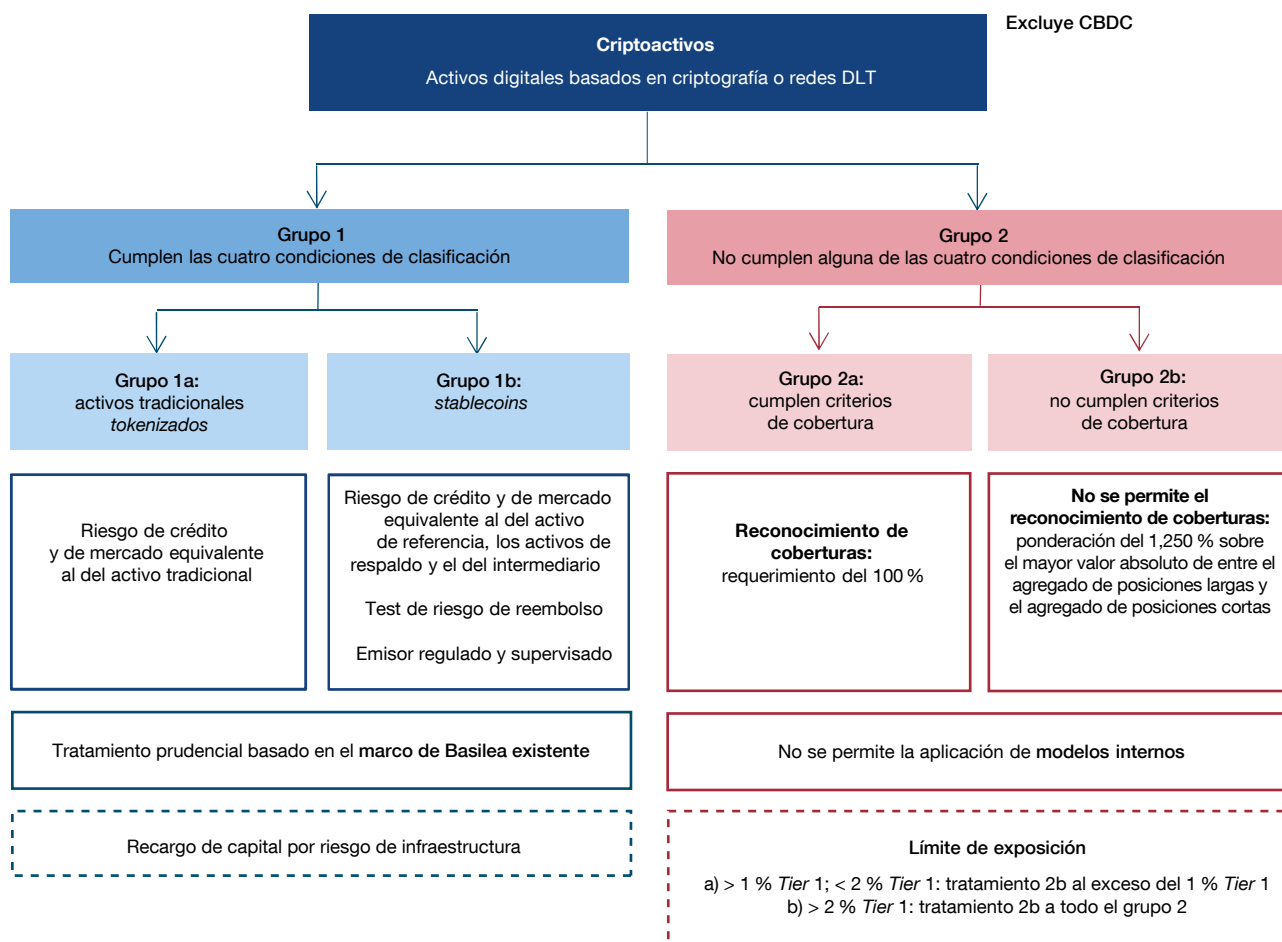 Excluye CBDC
Criptoactivos
Activos digitales basados en criptografía o redes DLT
Grupo 1
Cumplen las cuatro condiciones de clasificación
Grupo 2
No cumplen alguna de las cuatro condiciones de clasificación
Grupo 1a:
activos tradicionales
tokenizados
Grupo 1b:
stablecoins
Grupo 2a:
cumplen criterios
de cobertura
Grupo 2b:
no cumplen criterios
de cobertura
Riesgo de crédito
y de mercado equivalente
al del activo tradicional
Riesgo de crédito y de mercado
equivalente al del activo
de referencia, los activos de
respaldo y el del intermediario
Test de riesgo de reembolso
Emisor regulado y supervisado
Reconocimiento de
coberturas:
requerimiento del 100 %
No se permite el
reconocimiento de coberturas:
ponderación del 1,250 % sobre
el mayor valor absoluto de entre el
agregado de posiciones largas y
el agregado de posiciones cortas
Tratamiento prudencial basado en el marco de Basilea existente
No se permite la aplicación de modelos internos
Recargo de capital por riesgo de infraestructura
Límite de exposición
a) > 1 % Tier 1; < 2 % Tier 1: tratamiento 2b al exceso del 1 % Tier 1
b) > 2 % Tier 1: tratamiento 2b a todo el grupo 2